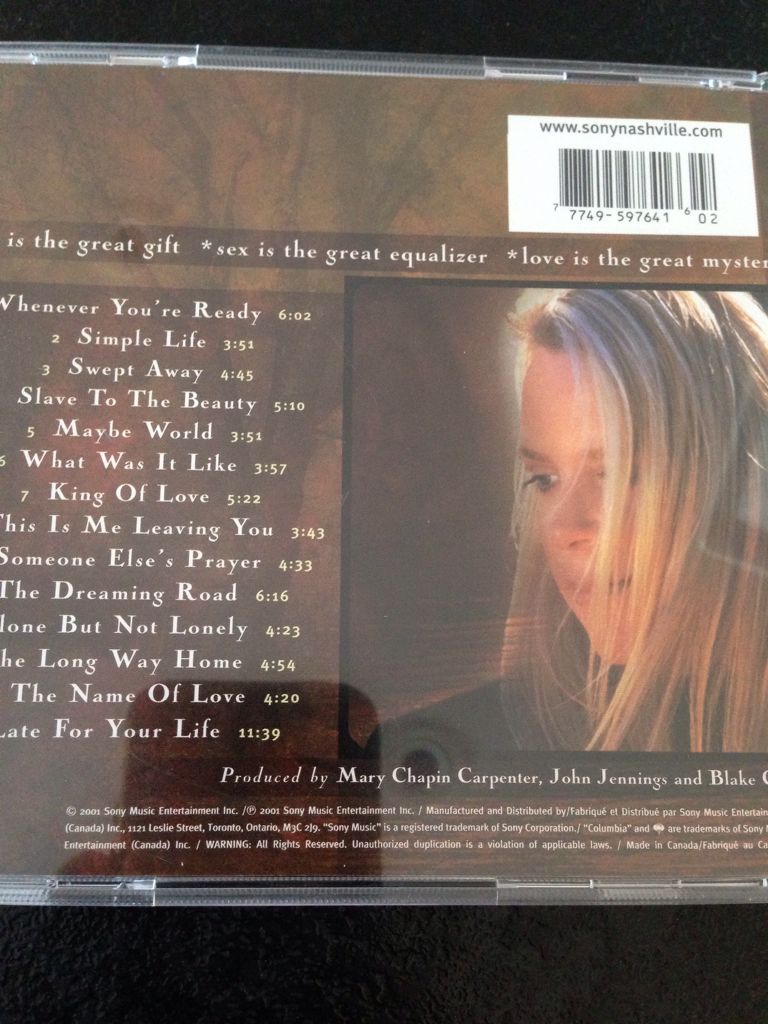 www.sonynashville.com
7 7749-597641 6 02
is the great gift *sex is the great equalizer *love is the great
Whenever You're Ready 6:02
2 Simple Life 3:51
3 Swept Away 4:45
Slave To The Beauty 5:10
5 Maybe World 3:51
6 What Was It Like 3:57
7 King Of Love 5:22
This Is Me Leaving You 3:43
Someone Else's Prayer 4:33
The Dreaming Road 6:16
But Not Lonely 4:23
Long Way Home 4:54
The Name Of Love 4:20
Late For Your Life 11:39
Produced by Mary Chapin Carpenter, John Jennings and Blake
© 2001 Sony Music Entertainment Inc. /℗ 2001 Sony Music Entertainment Inc. / Manufactured and Distributed by/Fabriqué et Distribué par Sony Music
(Canada) Inc., 1121 Leslie Street, Toronto, Ontario, M3C 2J9. "Sony Music" is a registered trademark of Sony Corporation./ "Columbia" and are trademarks of Sony
Entertainment (Canada) Inc. / WARNING: All Rights Reserved. Unauthorized duplication is a violation of applicable laws. / Made in Canada/Fabriqué au